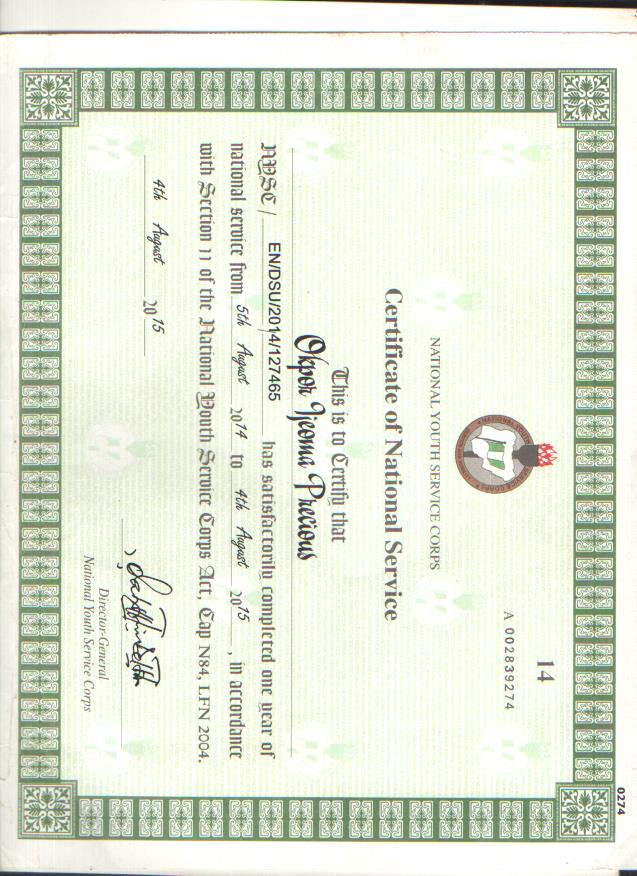 0274
14
A 002839274
NATIONAL YOUTH SERVICE CORPS
Certificate of National Service
This is to Certify that
Okpor Ijeoma Precious
NYSC/ EN/DSU/2014/127465 has satisfactorily completed one year of
national service from 5th August 2014 to 4th August 2015, in accordance
with Section 11 of the National Youth Service Corps Act, Cap N84, LFN 2004.
4th August 2015
Director-General
National Youth Service Corps